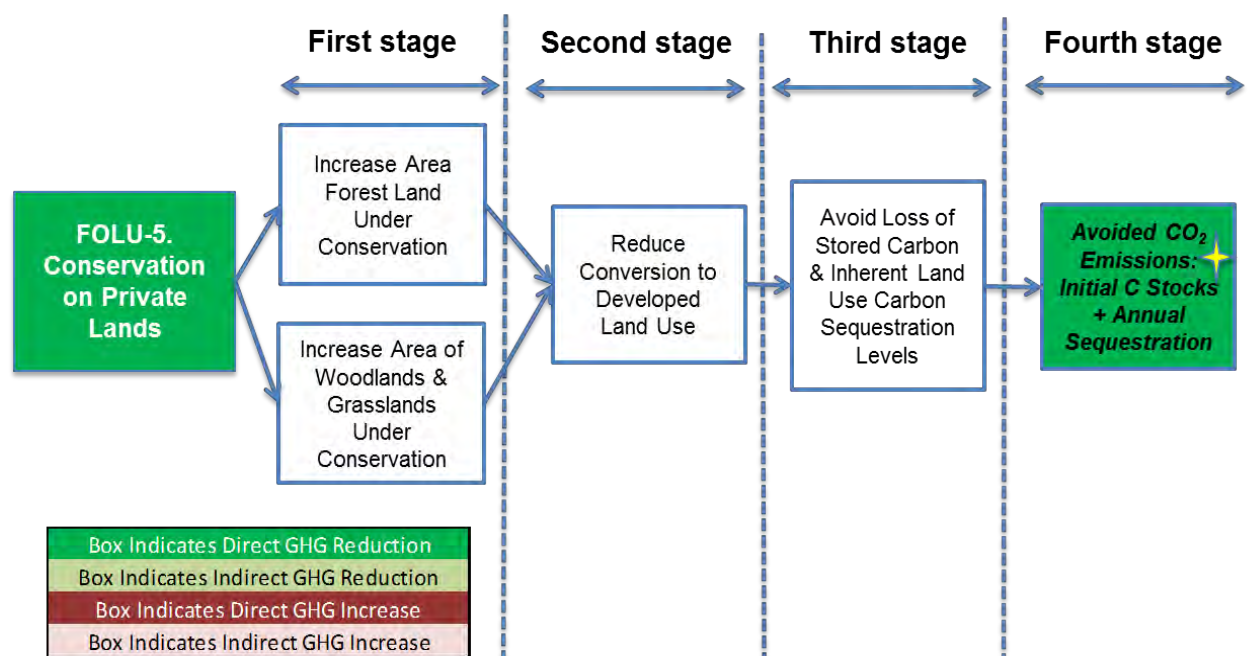 First stage
Second stage
Third stage
Fourth stage
FOLU-5.
Conservation
on Private
Lands
Increase Area
Forest Land
Under
Conservation
Increase Area of
Woodlands &
Grasslands
Under
Conservation
Reduce
Conversion to
Developed
Land Use
Avoid Loss of
Stored Carbon
& Inherent Land
Use Carbon
Sequestration
Levels
Avoided CO₂
Emissions:
Initial C Stocks
+ Annual
Sequestration
Box Indicates Direct GHG Reduction
Box Indicates Indirect GHG Reduction
Box Indicates Direct GHG Increase
Box Indicates Indirect GHG Increase